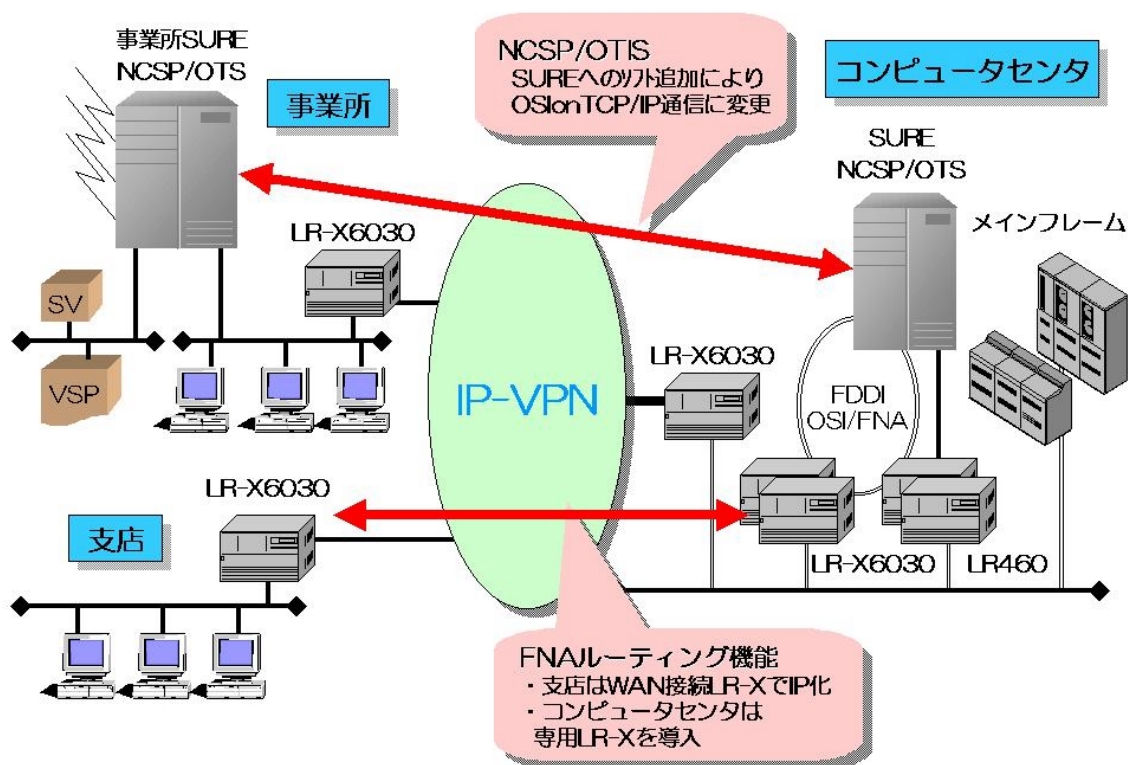 事業所SURE
NCSP/OTS
事業所
NCSP/OTIS
SUREへのソフト追加により
OSIonTCP/IP通信に変更
コンピュータセンタ
SURE
NCSP/OTS
メインフレーム
LR-X6030
SV
VSP
IP-VPN
LR-X6030
FDDI
OSI/FNA
LR-X6030
支店
LR-X6030
LR460
FNAルーティング機能
・支店はWAN接続LR-XでIP化
・コンピュータセンタは
専用LR-Xを導入